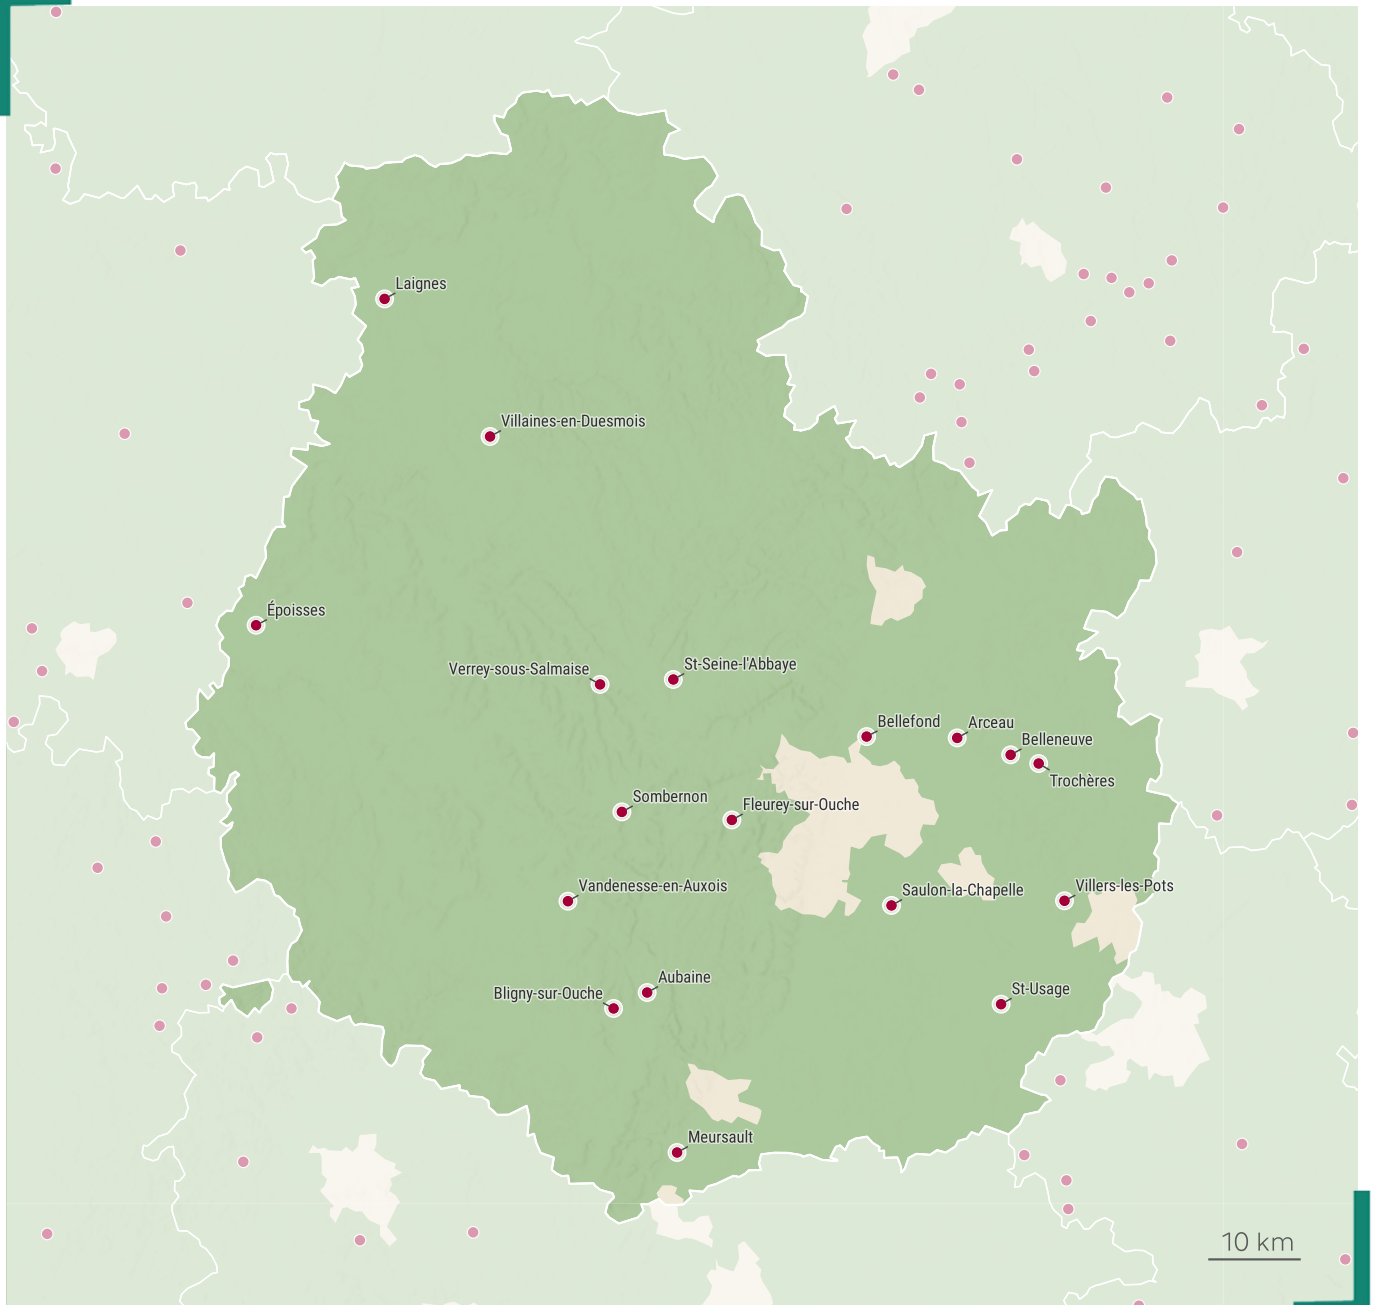 Laignes
Villaines-en-Duesmois
Époisses
Verrey-sous-Salmaise
St-Seine-l'Abbaye
Bellefond
Arceau
Belleneuve
Trochères
Sombernon
Fleurey-sur-Ouche
Vandenesse-en-Auxois
Saulon-la-Chapelle
Villers-les-Pots
Aubaine
Bligny-sur-Ouche
St-Usage
Meursault
10 km